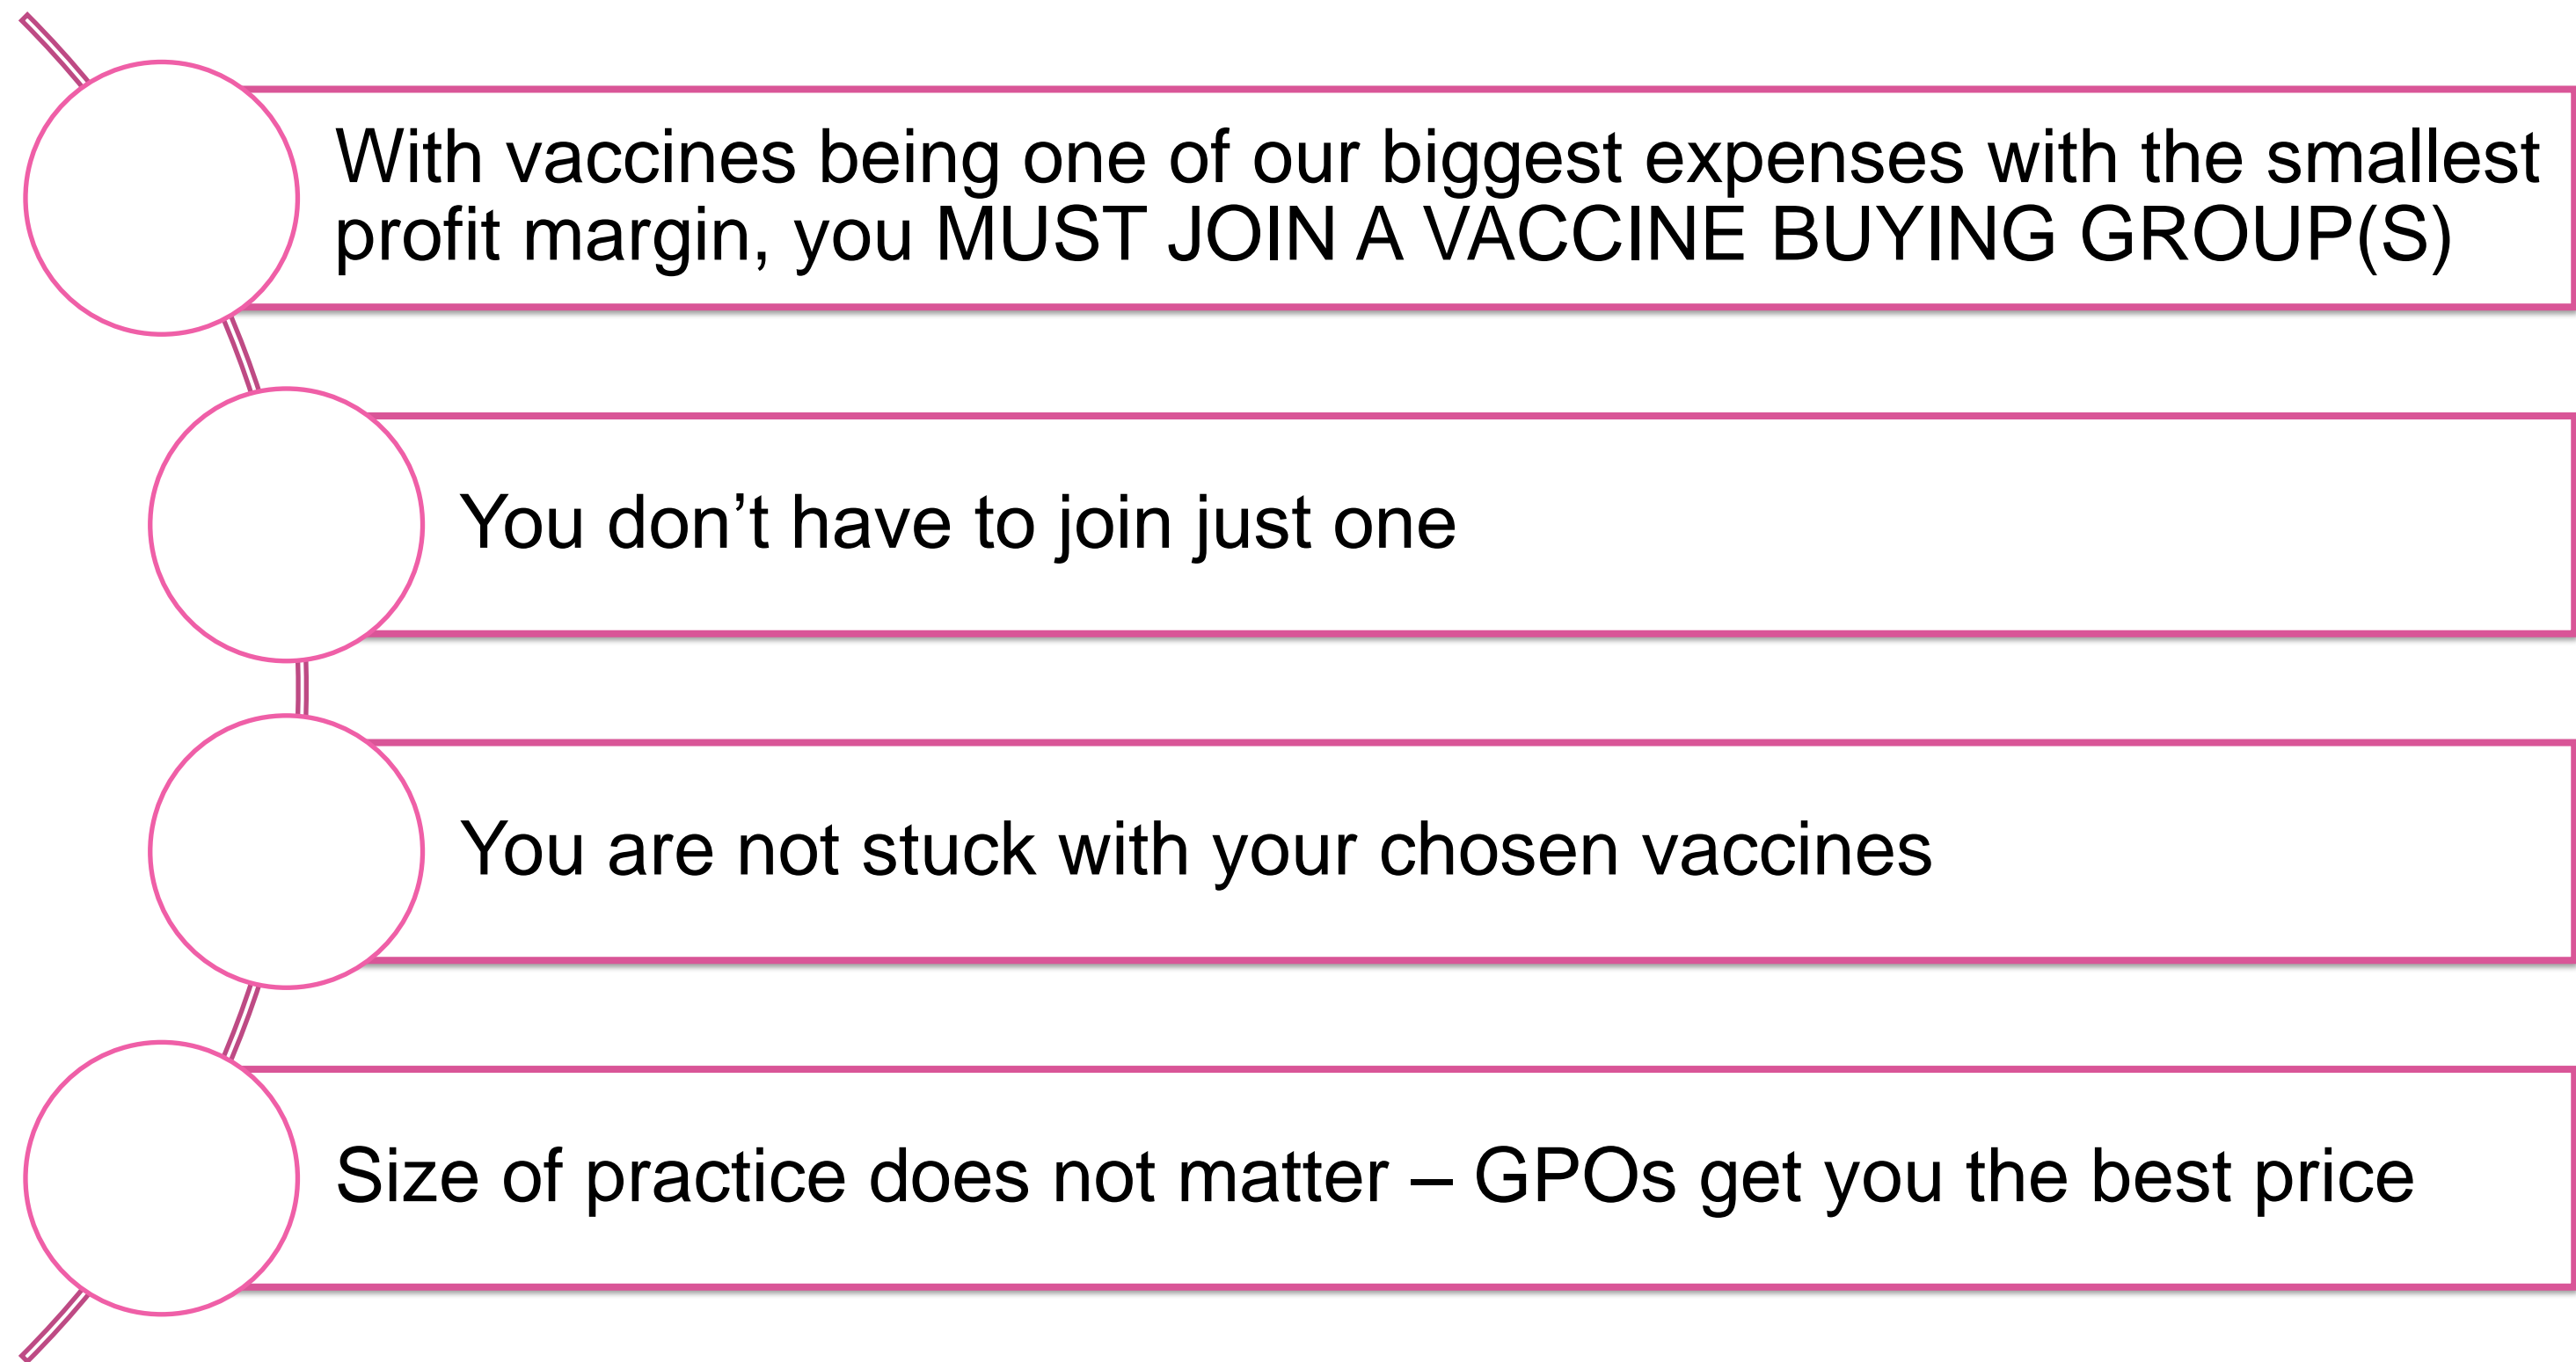 With vaccines being one of our biggest expenses with the smallest
profit margin, you MUST JOIN A VACCINE BUYING GROUP(S)
You don’t have to join just one
You are not stuck with your chosen vaccines
Size of practice does not matter – GPOs get you the best price